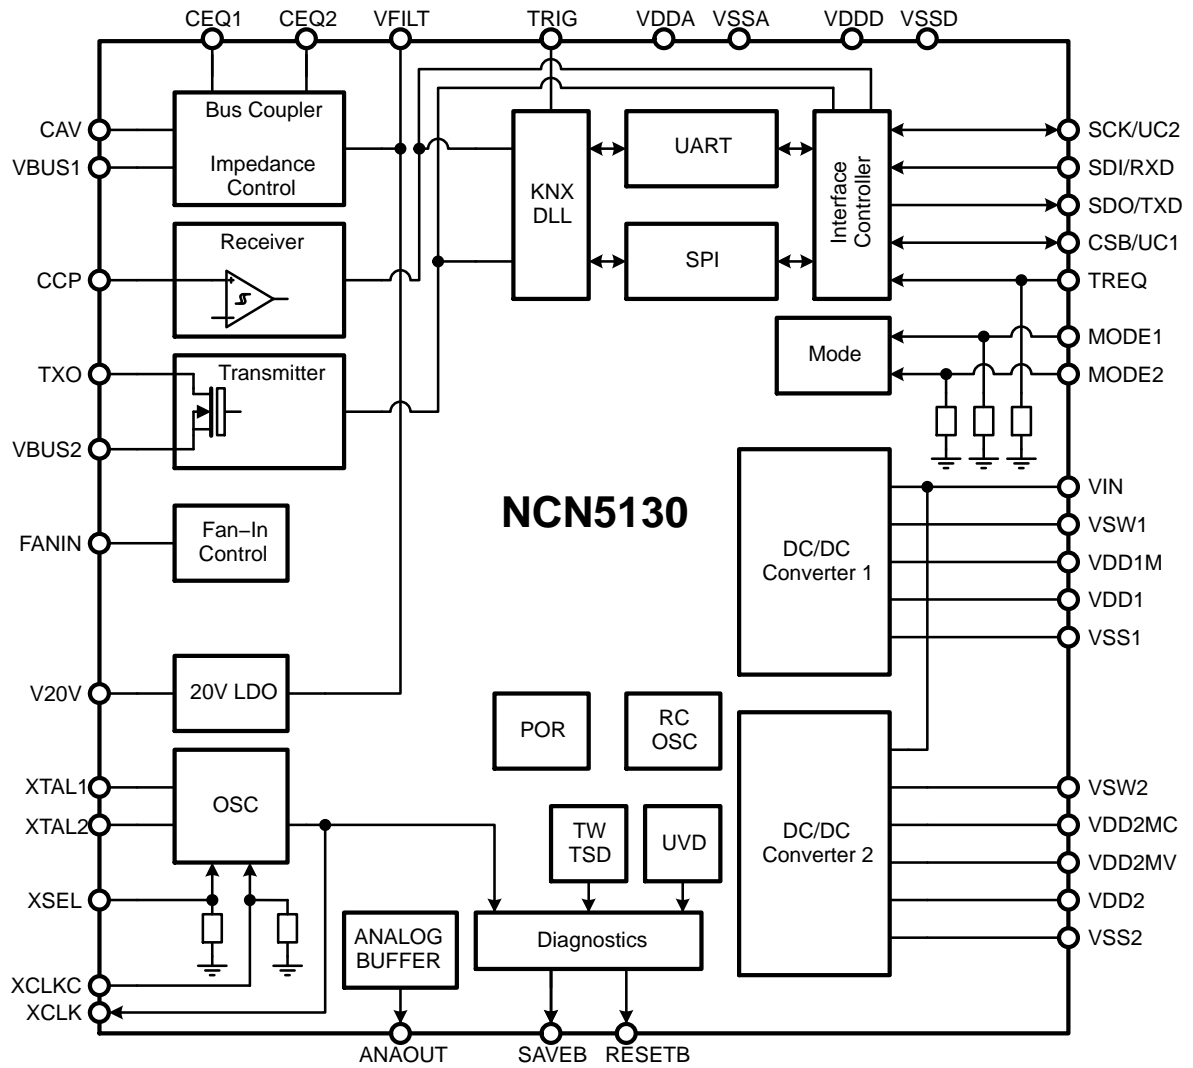 CEQ1 CEQ2 VFILT TRIG VDDA VSSA VDDD VSSD
CAV
VBUS1
Bus Coupler
Impedance
Control
KNX
DLL
UART
SPI
Interface
Controller
SCK/UC2
SDI/RXD
SDO/TXD
CSB/UC1
TREQ
CCP
Receiver
+
TXO
VBUS2
Transmitter
Mode
MODE1
MODE2
FANIN
Fan–In
Control
NCN5130
DC/DC
Converter 1
VIN
VSW1
VDD1M
VDD1
VSS1
V20V
20V LDO
POR
RC
OSC
XTAL1
XTAL2
OSC
TW
TSD
UVD
DC/DC
Converter 2
VSW2
VDD2MC
VDD2MV
VDD2
VSS2
XSEL
XCLKC
XCLK
ANALOG
BUFFER
Diagnostics
ANAOUT SAVEB RESETB